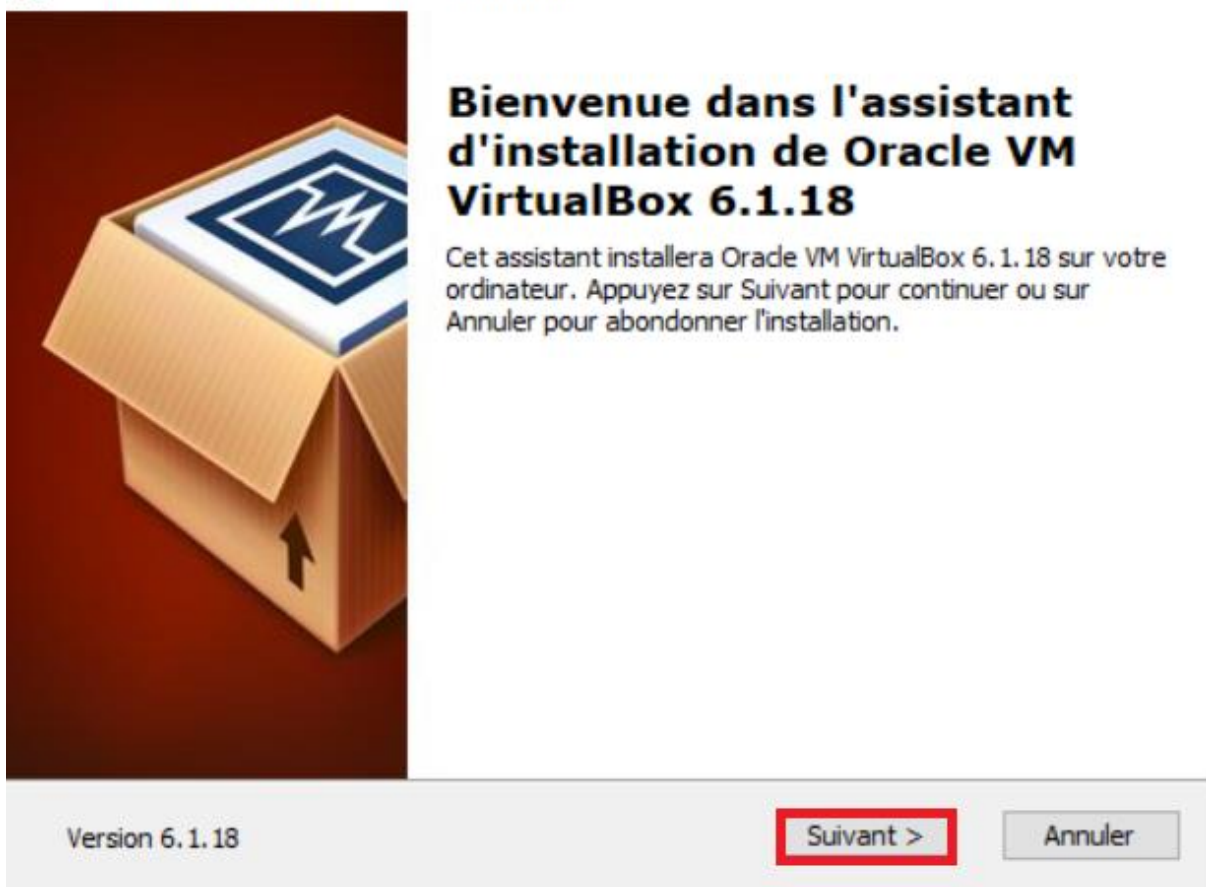 Bienvenue dans l'assistant
d'installation de Oracle VM
VirtualBox 6.1.18
Cet assistant installera Oracle VM VirtualBox 6.1.18 sur votre
ordinateur. Appuyez sur Suivant pour continuer ou sur
Annuler pour abondonner l'installation.
Version 6.1.18
Suivant >
Annuler